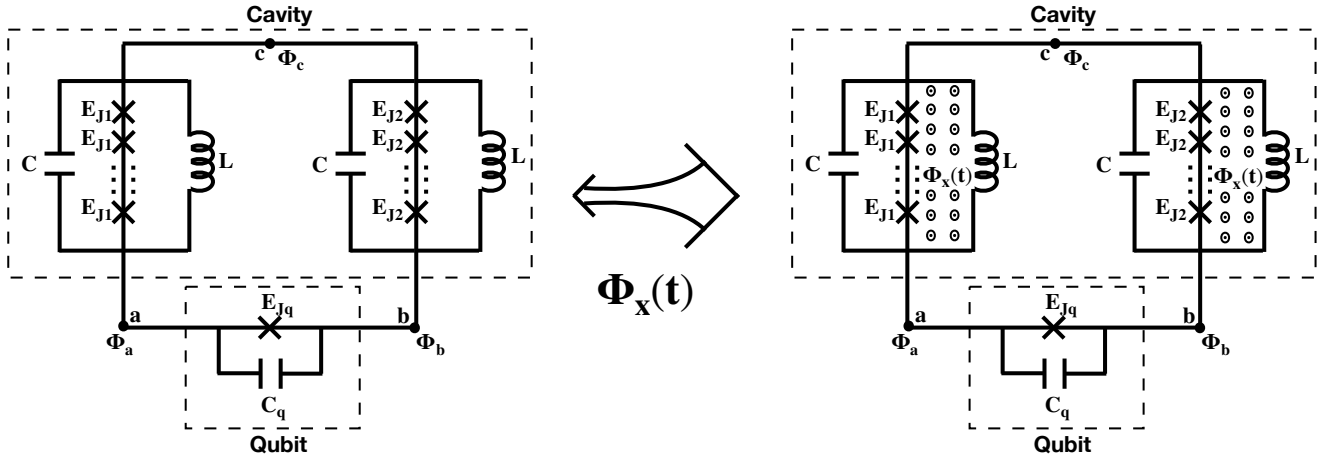 Cavity
c Φc
EJ1
EJ1
EJ1
C
L
EJ2
EJ2
EJ2
C
L
a
Φa
b
Φb
EJq
Cq
Qubit
Φx(t)
Cavity
c Φc
EJ1
EJ1
EJ1
C
L
Φx(t)
EJ2
EJ2
EJ2
C
L
Φx(t)
a
Φa
b
Φb
EJq
Cq
Qubit